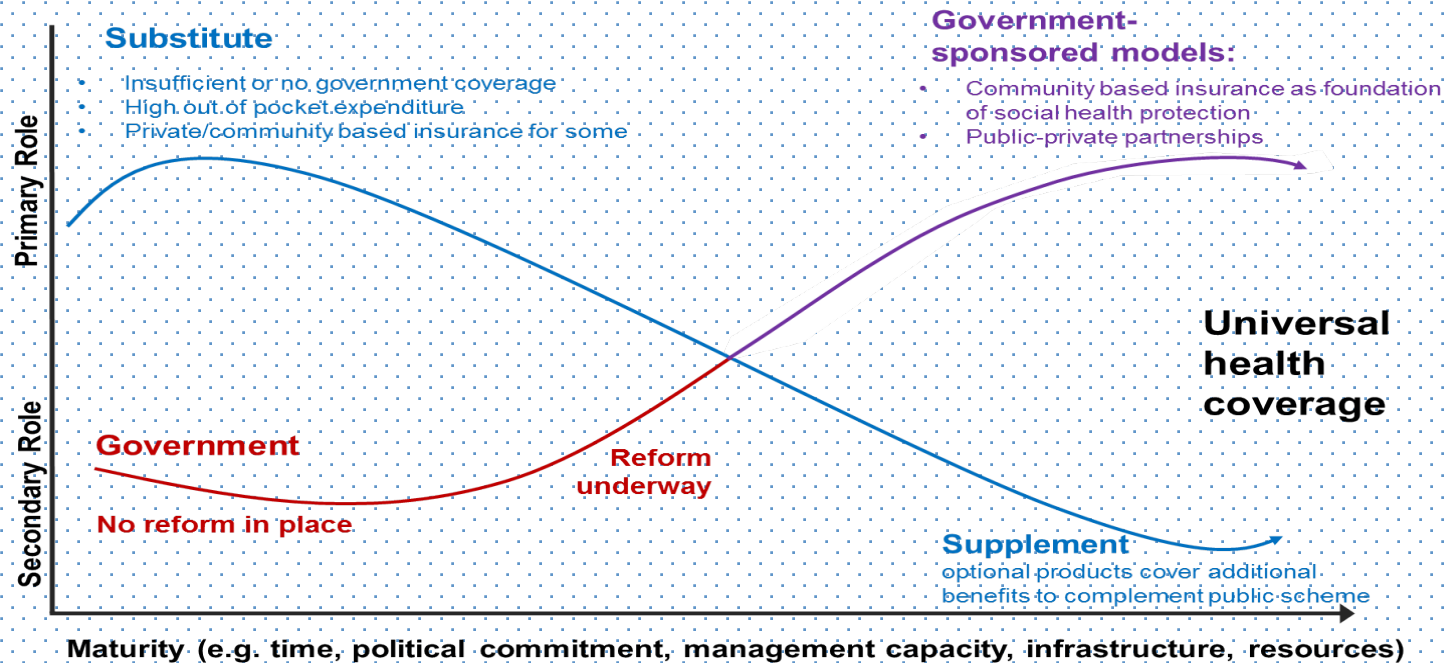 Substitute
• Insufficient or no government coverage
• High out of pocket expenditure
• Private/community based insurance for some
Government-
sponsored models:
• Community based insurance as foundation
of social health protection
• Public-private partnerships
Primary Role
Secondary Role
Universal
health
coverage
Government
No reform in place
Reform
underway
Supplement
optional products cover additional
benefits to complement public scheme
Maturity (e.g. time, political commitment, management capacity, infrastructure, resources)